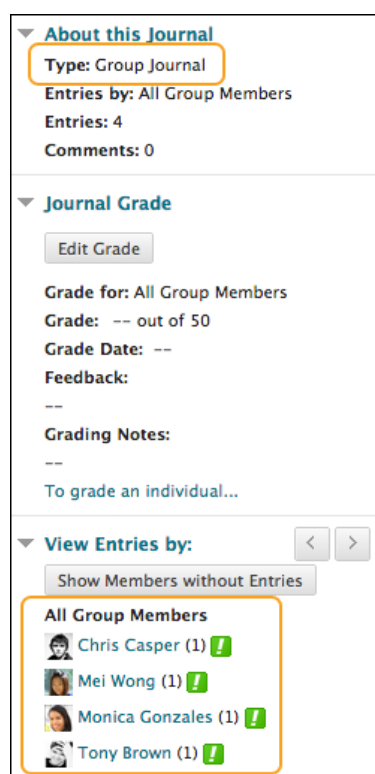 About this Journal
Type: Group Journal
Entries by: All Group Members
Entries: 4
Comments: 0
Journal Grade
Edit Grade
Grade for: All Group Members
Grade: -- out of 50
Grade Date: --
Feedback:
--
Grading Notes:
--
To grade an individual...
View Entries by: < >
Show Members without Entries
All Group Members
Chris Casper (1) !
Mei Wong (1) !
Monica Gonzales (1) !
Tony Brown (1) !